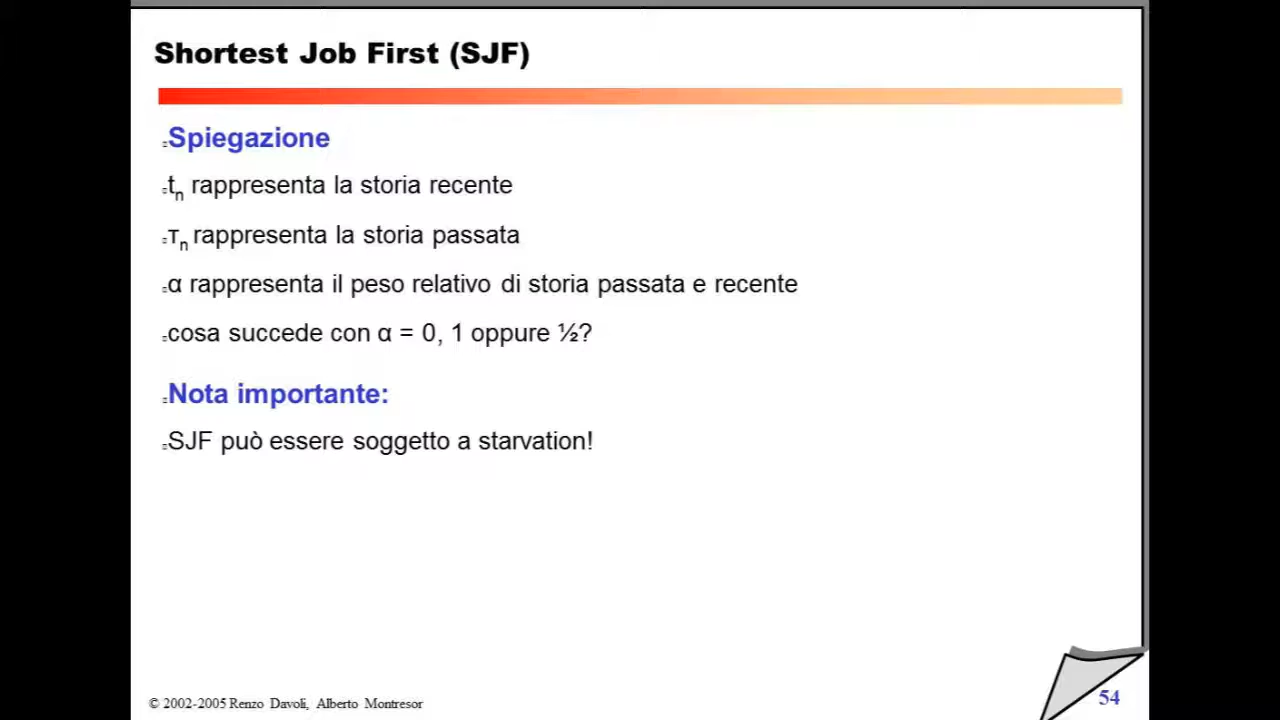 Shortest Job First (SJF)
Spiegazione
tn rappresenta la storia recente
τn rappresenta la storia passata
α rappresenta il peso relativo di storia passata e recente
cosa succede con α = 0, 1 oppure ½?
Nota importante:
SJF può essere soggetto a starvation!
© 2002-2005 Renzo Davoli, Alberto Montresor
54